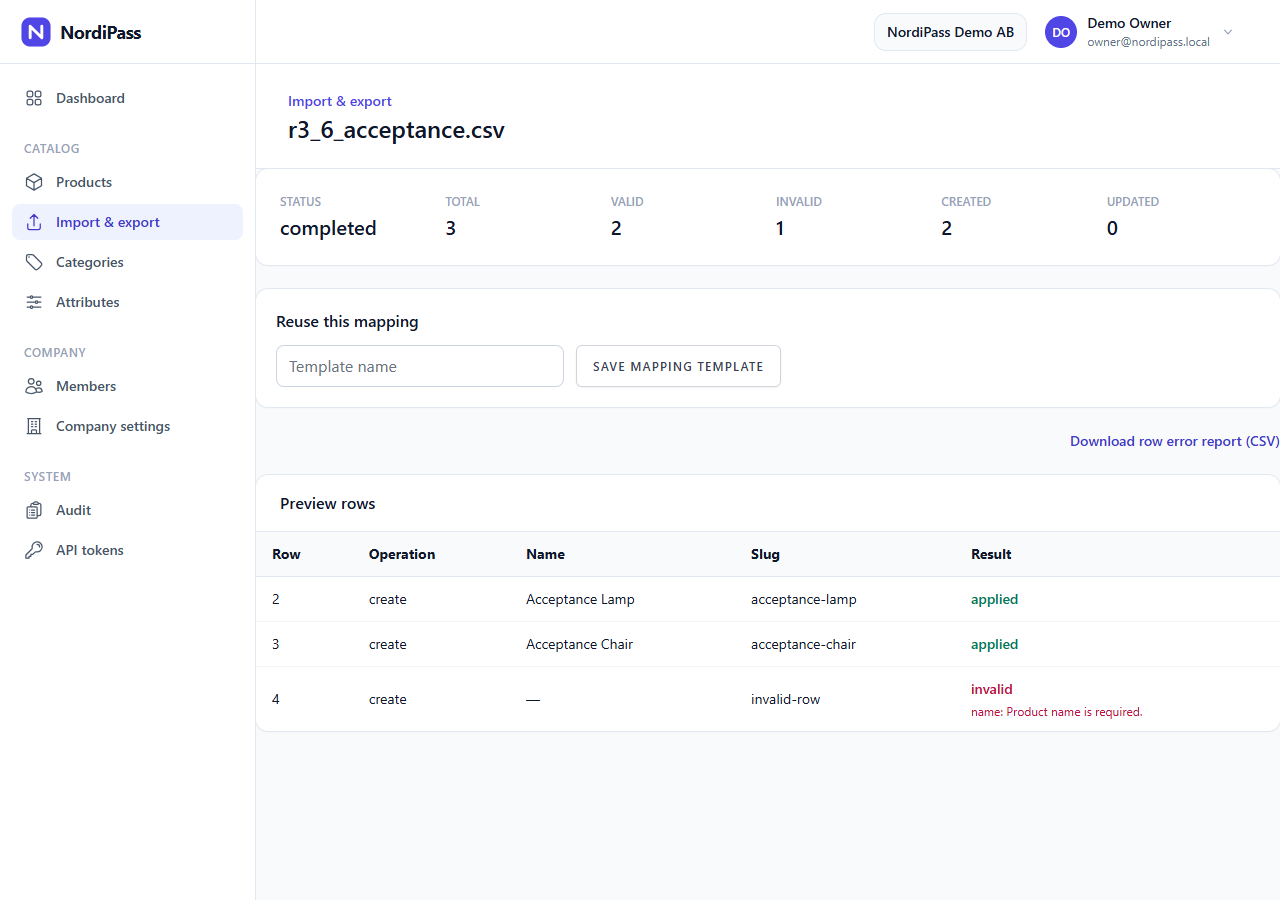 N NordiPass
NordiPass Demo AB
DO
Demo Owner
owner@nordipass.local
Dashboard
CATALOG
Products
Import & export
Categories
Attributes
COMPANY
Members
Company settings
SYSTEM
Audit
API tokens
Import & export
r3_6_acceptance.csv
STATUS TOTAL VALID INVALID CREATED UPDATED
completed 3 2 1 2 0
Reuse this mapping
Template name SAVE MAPPING TEMPLATE
Download row error report (CSV)
Preview rows
Row Operation Name Slug Result
2 create Acceptance Lamp acceptance-lamp applied
3 create Acceptance Chair acceptance-chair applied
4 create — invalid-row invalid
name: Product name is required.